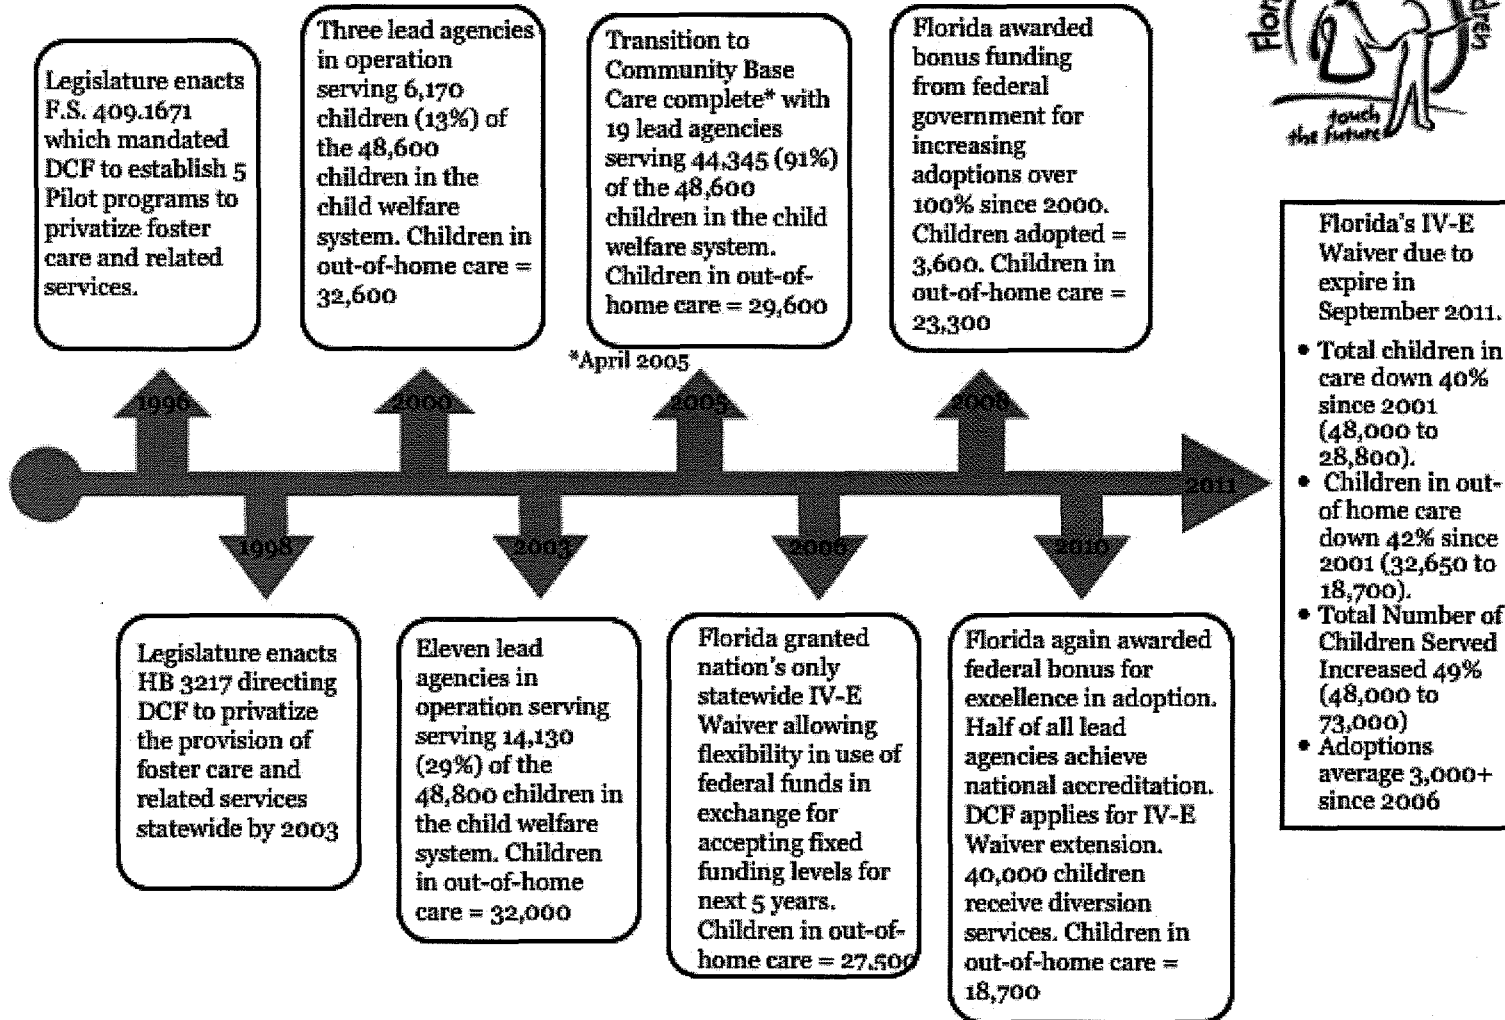 Legislature enacts
F.S. 409.1671
which mandated
DCF to establish 5
Pilot programs to
privatize foster
care and related
services.
Three lead agencies
in operation
serving 6,170
children (13%) of
the 48,600
children in the
child welfare
system. Children in
out-of-home care =
32,600
Transition to
Community Base
Care complete* with
19 lead agencies
serving 44,345 (91%)
of the 48,600
children in the child
welfare system.
Children in out-of-
home care = 29,600
*April 2005
Florida awarded
bonus funding
from federal
government for
increasing
adoptions over
100% since 2000.
Children adopted =
3,600. Children in
out-of-home care =
23,300
touch
the future
1996
2000
2005
2008
2011
1998
2003
2006
2010
Legislature enacts
HB 3217 directing
DCF to privatize
the provision of
foster care and
related services
statewide by 2003
Eleven lead
agencies in
operation serving
serving 14,130
(29%) of the
48,800 children in
the child welfare
system. Children
in out-of-home
care = 32,000
Florida granted
nation's only
statewide IV-E
Waiver allowing
flexibility in use of
federal funds in
exchange for
accepting fixed
funding levels for
next 5 years.
Children in out-of-
home care = 27,500
Florida again awarded
federal bonus for
excellence in adoption.
Half of all lead
agencies achieve
national accreditation.
DCF applies for IV-E
Waiver extension.
40,000 children
receive diversion
services. Children in
out-of-home care =
18,700
Florida's IV-E
Waiver due to
expire in
September 2011.
• Total children in
care down 40%
since 2001
(48,000 to
28,800).
• Children in out-
of home care
down 42% since
2001 (32,650 to
18,700).
• Total Number of
Children Served
Increased 49%
(48,000 to
73,000)
• Adoptions
average 3,000+
since 2006